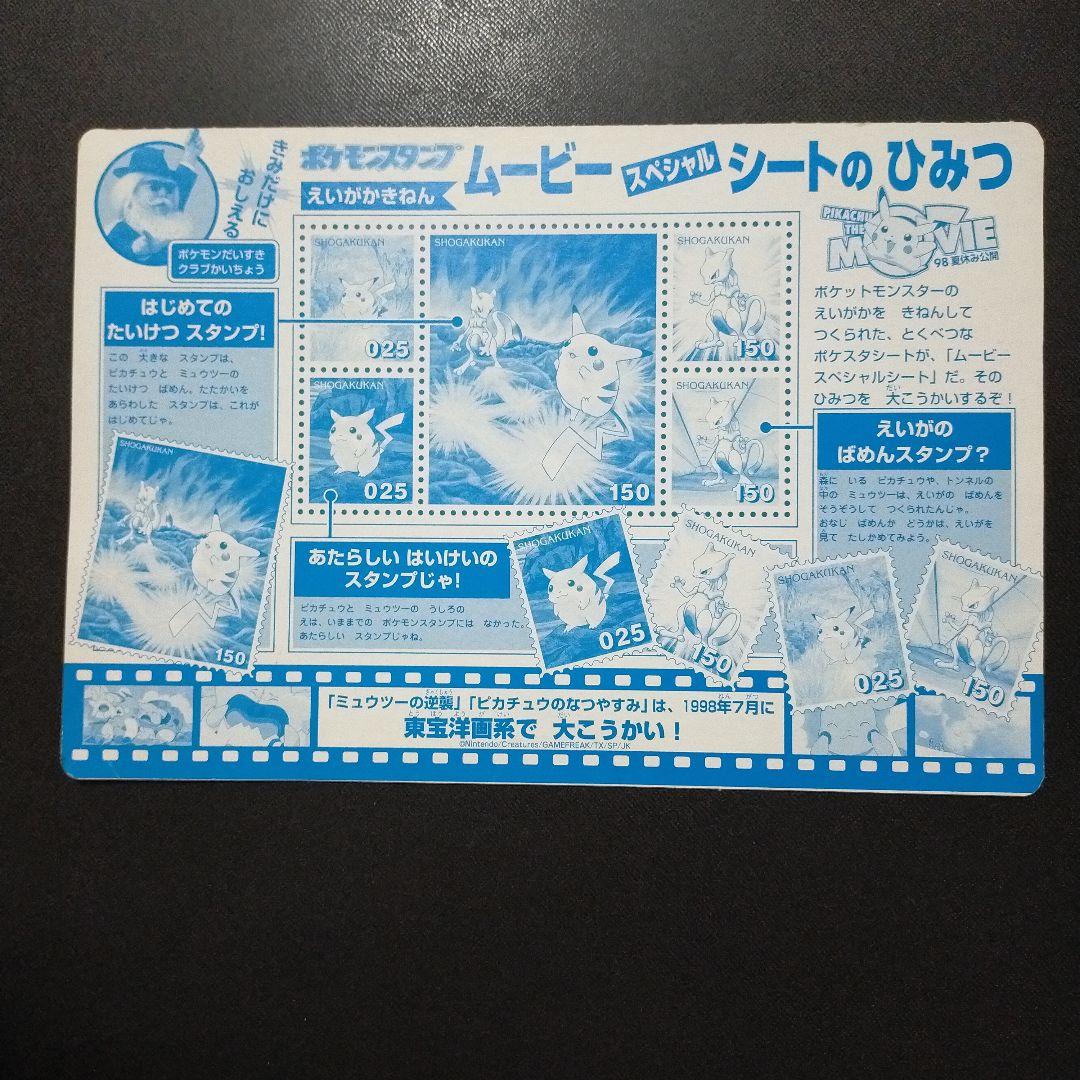 きみだけに
おしえる
ポケモンだいすき
クラブかいちょう
ポケモンスタンプ
えいがかきねん
ムービー スペシャル シートの ひみつ
PIKACHU
THE
MOVIE
98 夏休み公開
ポケットモンスターの
えいがかを きねんして
つくられた、とくべつな
ポケスタシートが、「ムービー
スペシャルシート」だ。その
ひみつを 大こうかいするぞ!
はじめての
たいけつ スタンプ!
この 大きな スタンプは、
ピカチュウと ミュウツーの
たいけつ ばめん。たたかいを
あらわした スタンプは、これが
はじめてじゃ。
SHOGAKUKAN
025
SHOGAKUKAN
150
SHOGAKUKAN
150
SHOGAKUKAN
025
SHOGAKUKAN
150
えいがの
ばめんスタンプ?
森に いる ピカチュウや、トンネルの
中の ミュウツーは、えいがの ばめんを
そうぞうして つくられたんじゃ。
おなじ ばめんか どうかは、えいがを
見て たしかめてみよう。
あたらしい はいけいの
スタンプじゃ!
ピカチュウと ミュウツーの うしろの
えは、いままでの ポケモンスタンプには なかった。
あたらしい スタンプじゃね。
SHOGAKUKAN
150
SHOGAKUKAN
025
SHOGAKUKAN
150
SHOGAKUKAN
025
SHOGAKUKAN
150
「ミュウツーの逆襲」「ピカチュウのなつやすみ」は、1998年7月に
東宝洋画系で 大こうかい!
©Nintendo/Creatures/GAMEFREAK/TX/SP/JK